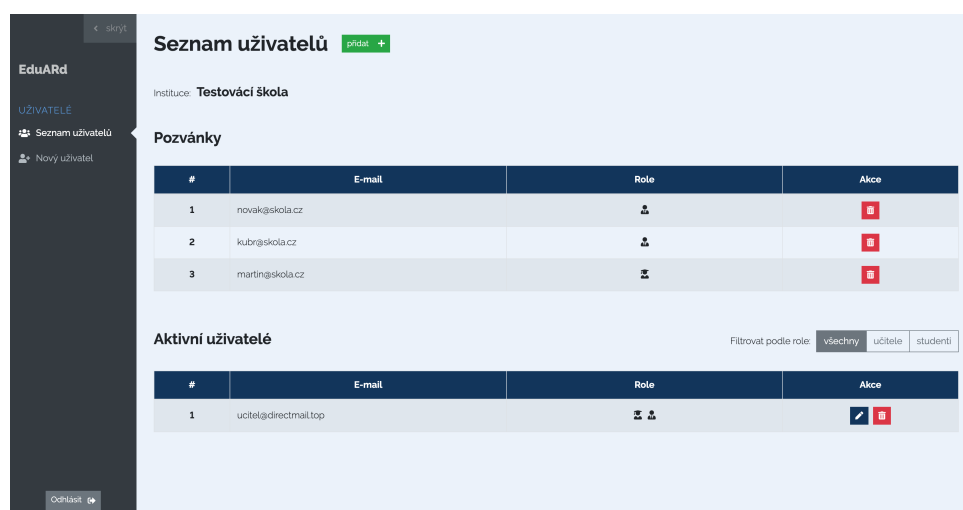 skrýt
EduARd
UŽIVATELÉ
Seznam uživatelů
Nový uživatel
Odhlásit
Seznam uživatelů přidat +
Instituce: Testovácí škola
Pozvánky
# E-mail Role Akce
1 novak@skola.cz
2 kubr@skola.cz
3 martin@skola.cz
Aktivní uživatelé Filtrovat podle role: všechny učitele studenti
# E-mail Role Akce
1 ucitel@directmail.top